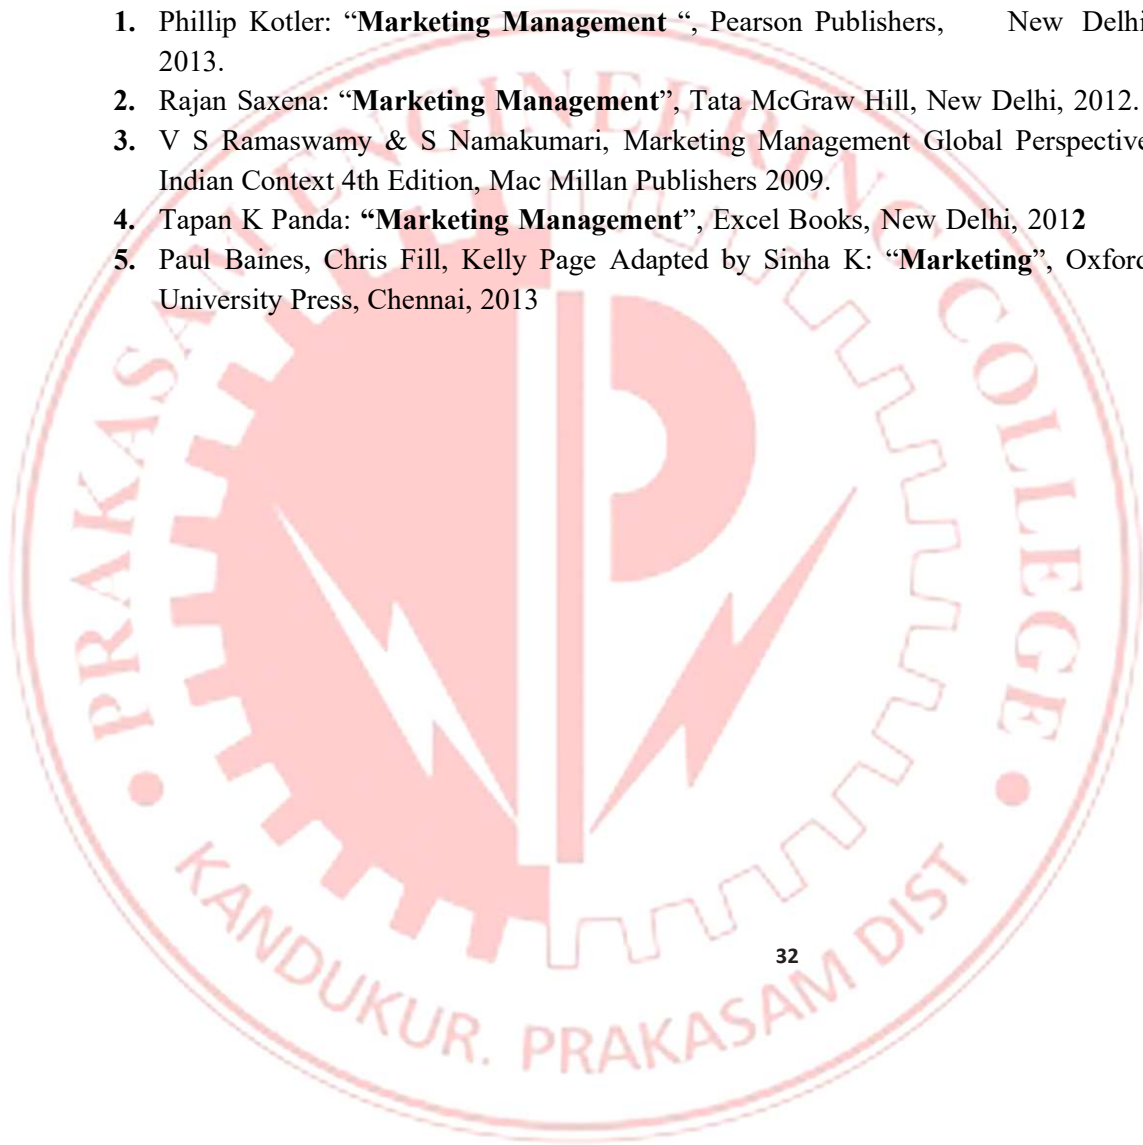 1. Phillip Kotler: “Marketing Management “, Pearson Publishers, New Delhi
2013.
2. Rajan Saxena: “Marketing Management”, Tata McGraw Hill, New Delhi, 2012.
3. V S Ramaswamy & S Namakumari, Marketing Management Global Perspective
Indian Context 4th Edition, Mac Millan Publishers 2009.
4. Tapan K Panda: “Marketing Management”, Excel Books, New Delhi, 2012
5. Paul Baines, Chris Fill, Kelly Page Adapted by Sinha K: “Marketing”, Oxford
University Press, Chennai, 2013
PRAKASAM ENGINEERING COLLEGE
32
KANDUKUR. PRAKASAM DIST